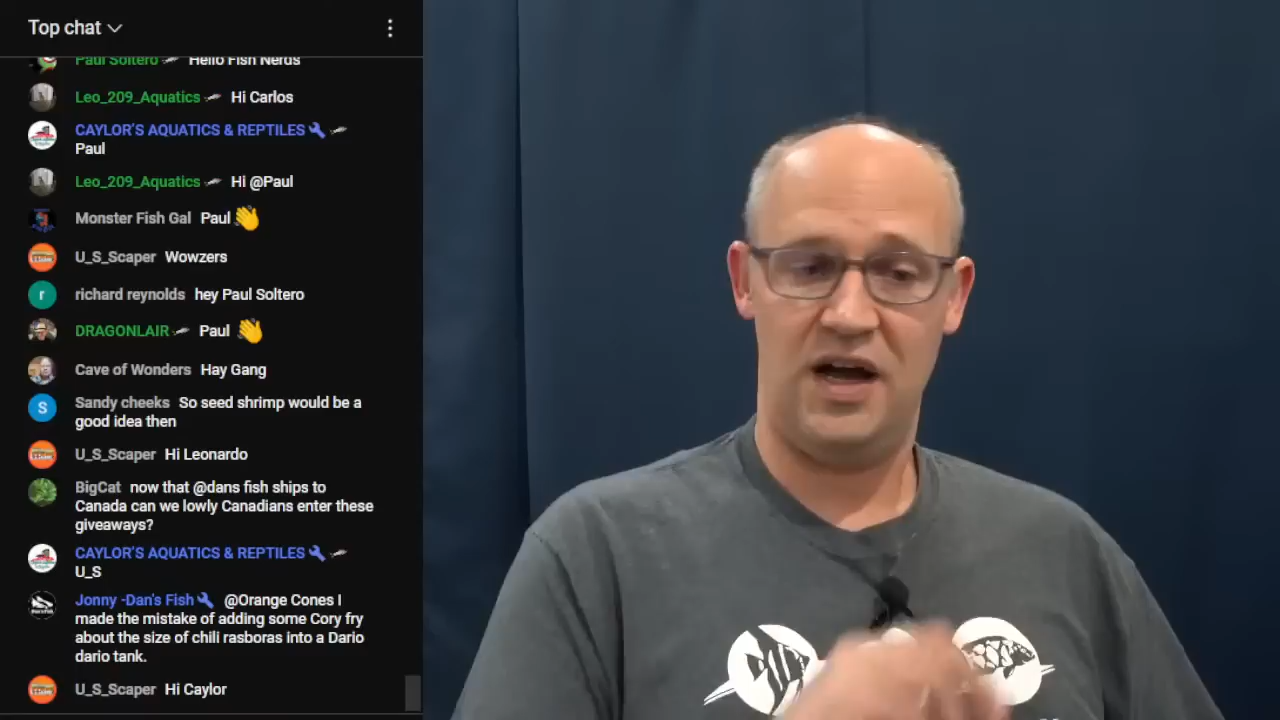 Top chat
Paul Soltero Hello Fish Nerds
Leo_209_Aquatics Hi Carlos
CAYLOR'S AQUATICS & REPTILES
Paul
Leo_209_Aquatics Hi @Paul
Monster Fish Gal Paul 👋
U_S_Scaper Wowzers
r richard reynolds hey Paul Soltero
DRAGONLAIR Paul 👋
Cave of Wonders Hay Gang
S Sandy cheeks So seed shrimp would be a
good idea then
U_S_Scaper Hi Leonardo
BigCat now that @dans fish ships to
Canada can we lowly Canadians enter these
giveaways?
CAYLOR'S AQUATICS & REPTILES
U_S
Jonny -Dan's Fish @Orange Cones I
made the mistake of adding some Cory fry
about the size of chili rasboras into a Dario
dario tank.
U_S_Scaper Hi Caylor